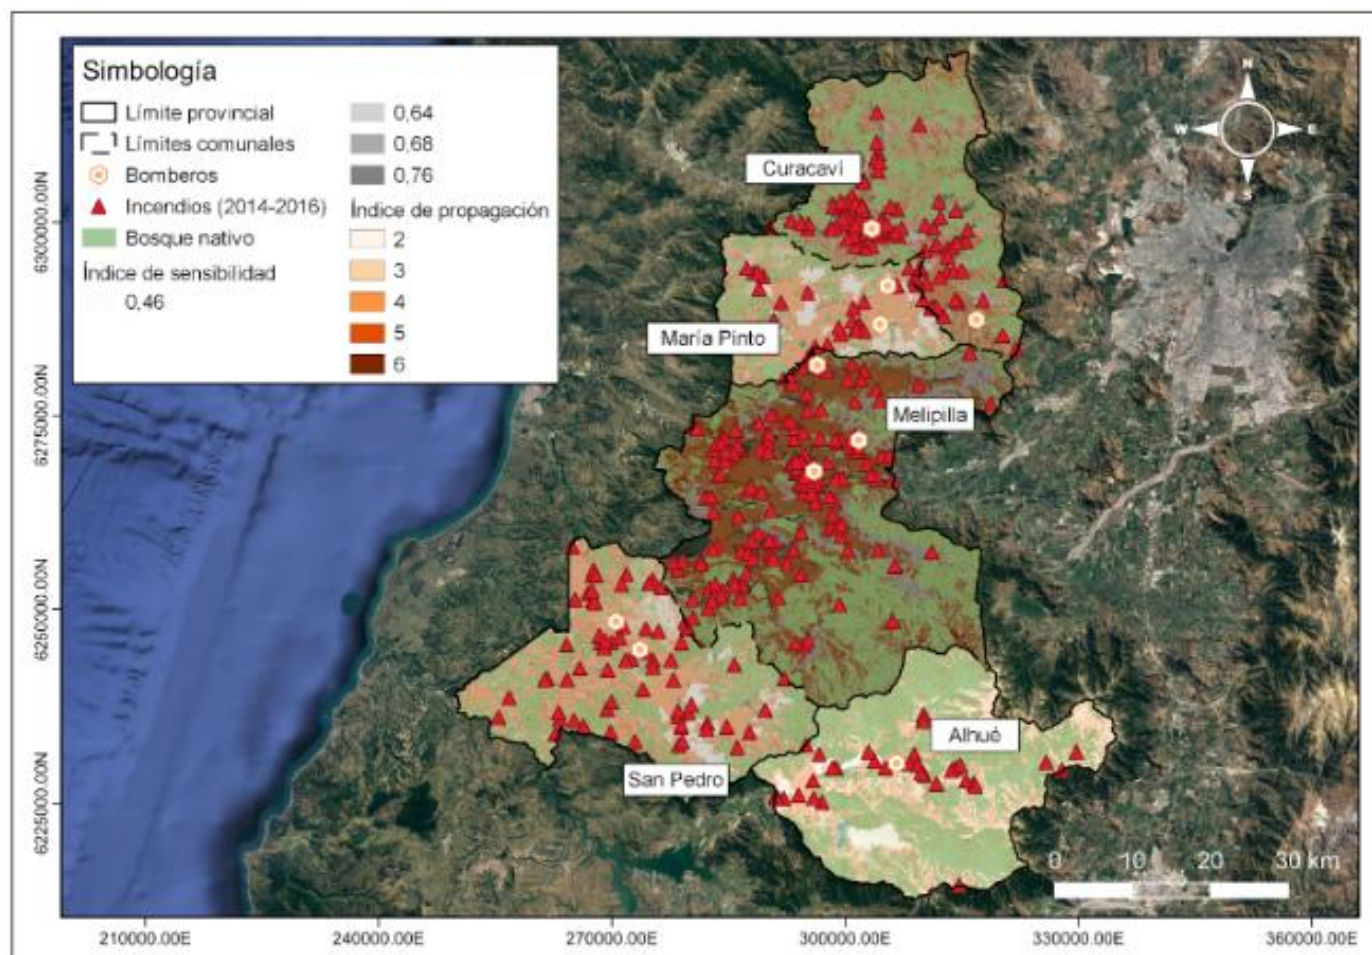 Simbología
Límite provincial
Límites comunales
Bomberos
Incendios (2014-2016)
Bosque nativo
Índice de sensibilidad
0,46
0,64
0,68
0,76
Índice de propagación
2
3
4
5
6
N
W E
S
Curacaví
María Pinto
Melipilla
Alhué
San Pedro
6300000.00N
6275000.00N
6250000.00N
6225000.00N
0 10 20 30 km
210000.00E 240000.00E 270000.00E 300000.00E 330000.00E 360000.00E